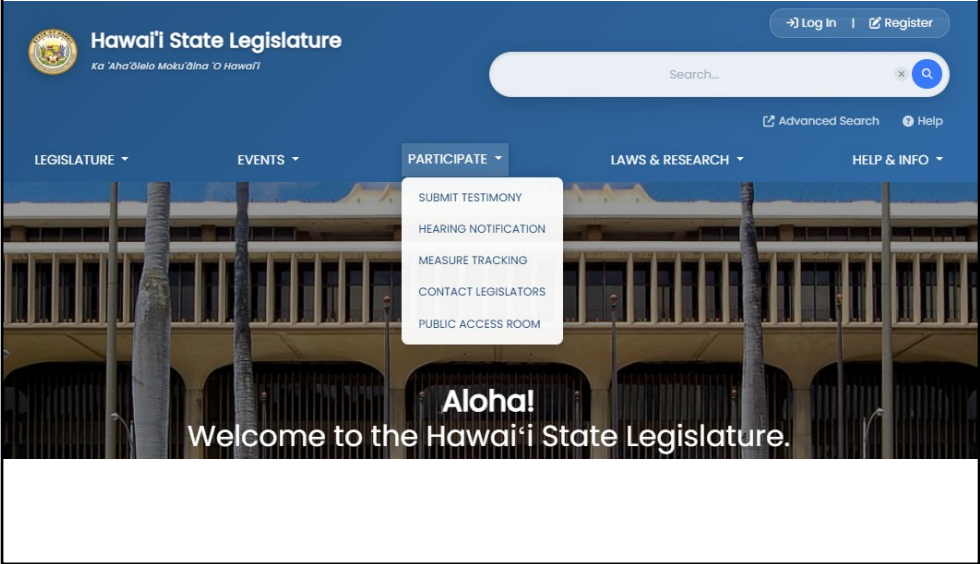 Log In | Register
Hawai'i State Legislature
Ka 'Aha'ōlelo Moku'āina 'O Hawai'i
Search...
Advanced Search Help
LEGISLATURE EVENTS PARTICIPATE LAWS & RESEARCH HELP & INFO
SUBMIT TESTIMONY
HEARING NOTIFICATION
MEASURE TRACKING
CONTACT LEGISLATORS
PUBLIC ACCESS ROOM
Aloha!
Welcome to the Hawaiʻi State Legislature.